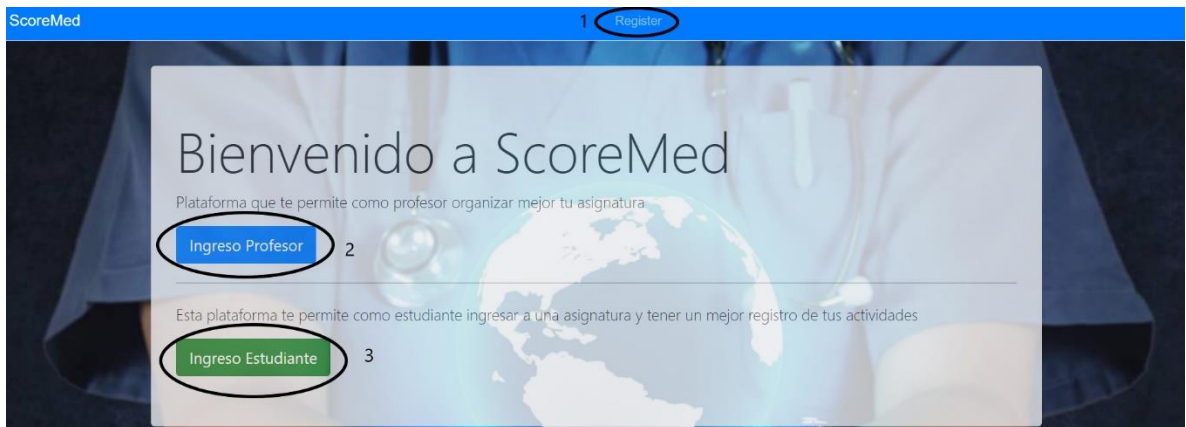 ScoreMed 1 Register
Bienvenido a ScoreMed
Plataforma que te permite como profesor organizar mejor tu asignatura
Ingreso Profesor 2
Esta plataforma te permite como estudiante ingresar a una asignatura y tener un mejor registro de tus actividades
Ingreso Estudiante 3